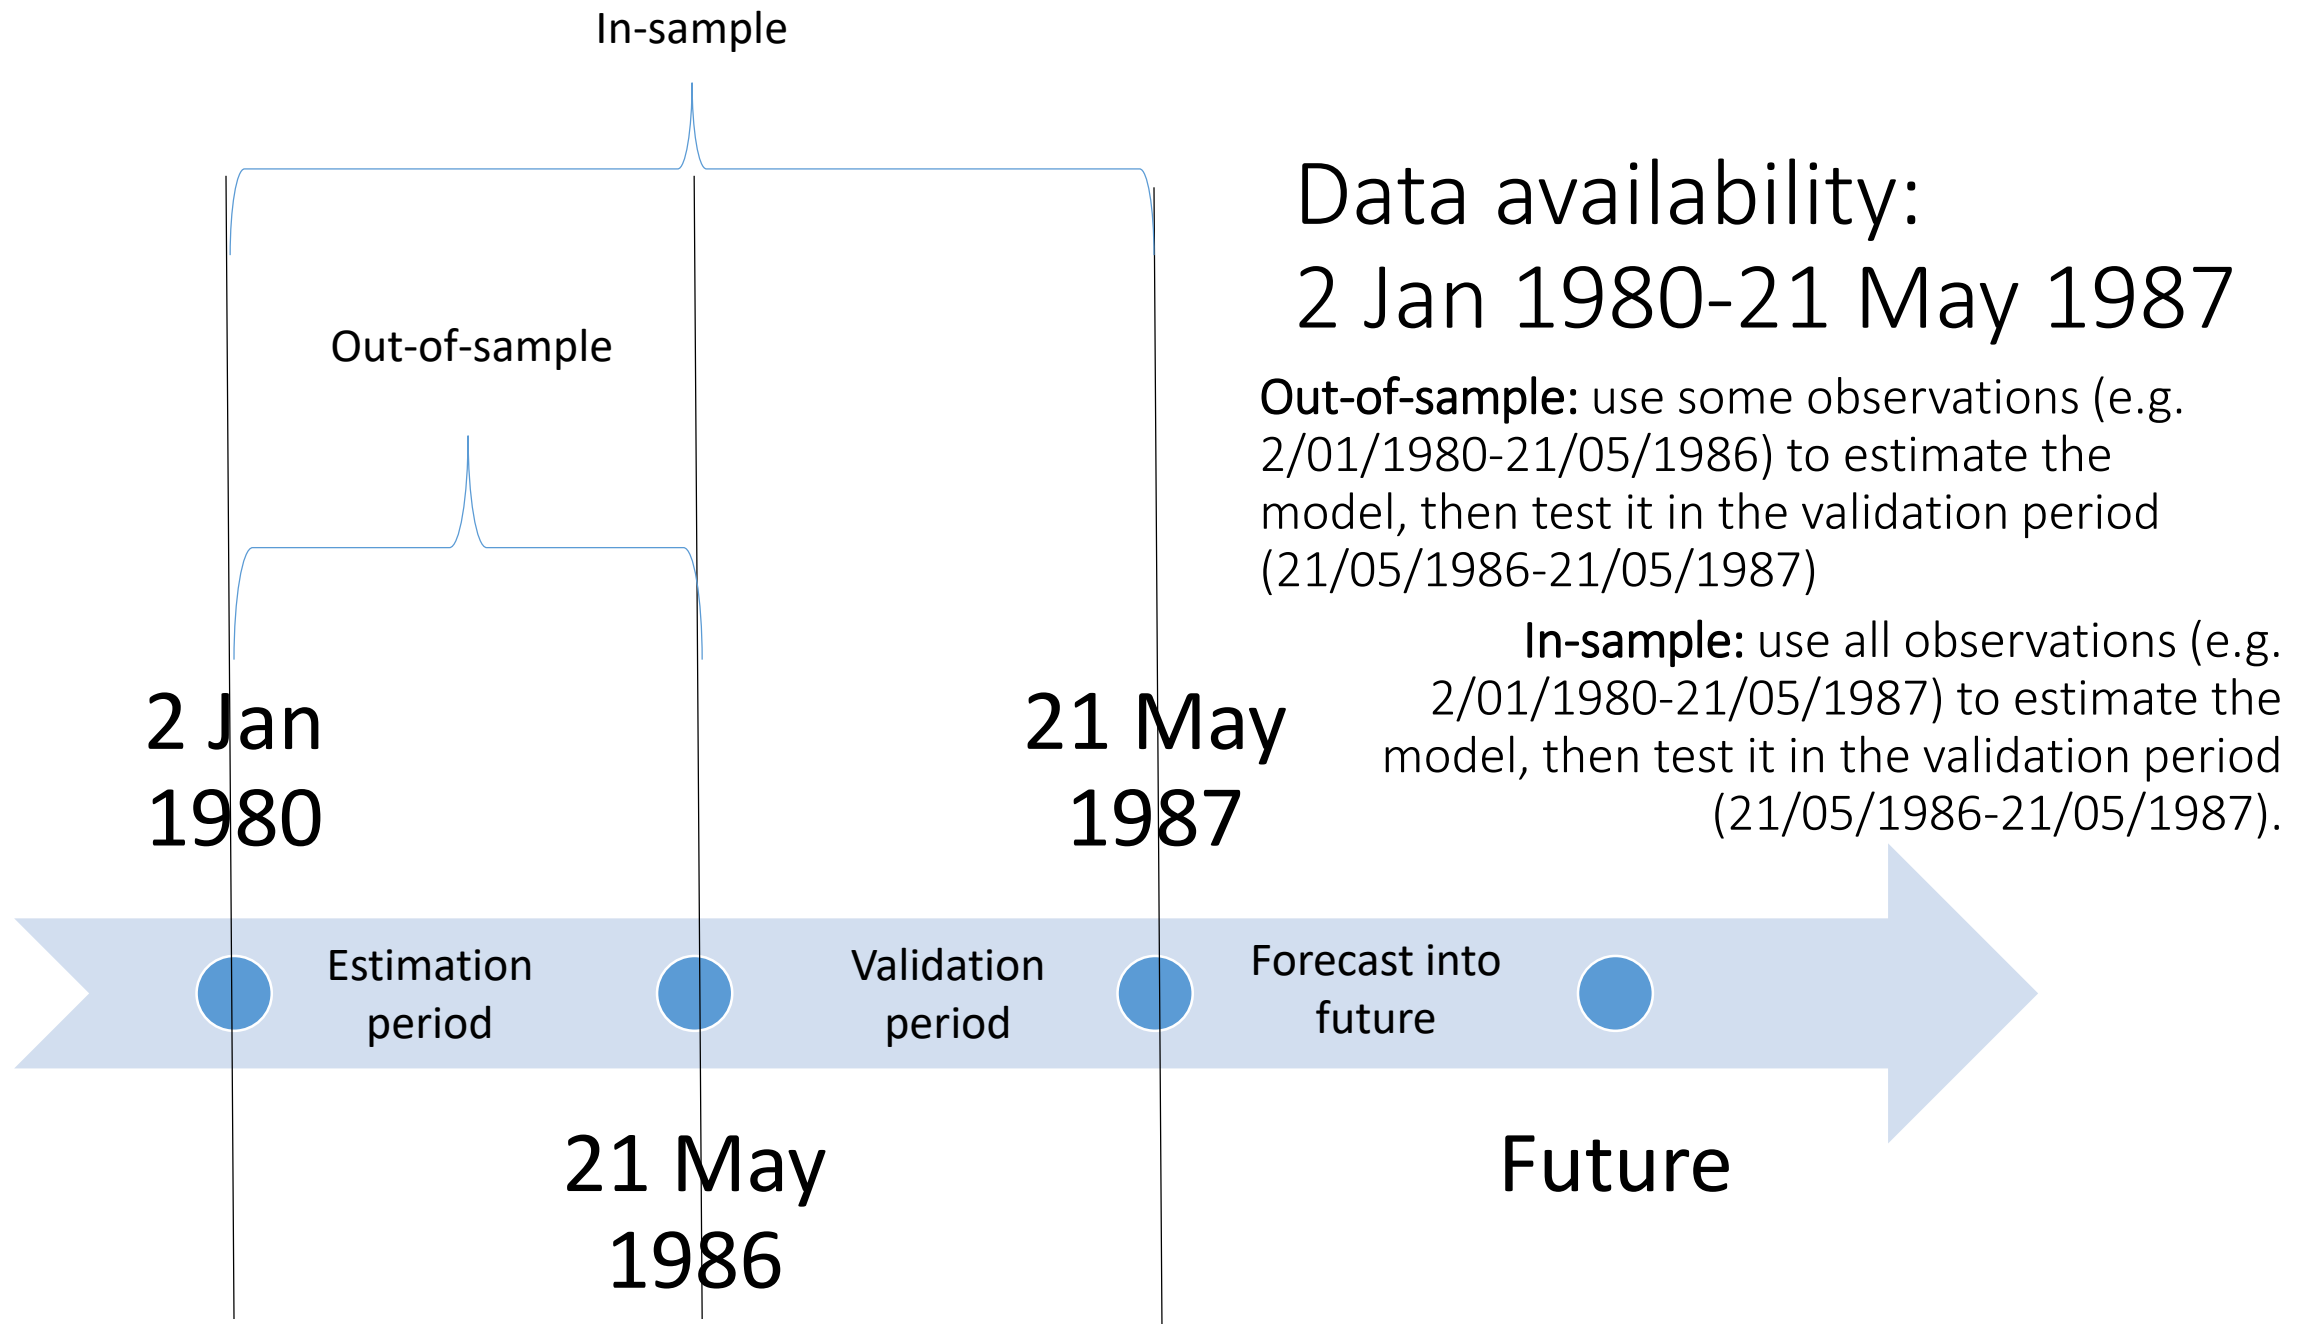 In-sample
Data availability:
2 Jan 1980-21 May 1987
Out-of-sample
Out-of-sample: use some observations (e.g.
2/01/1980-21/05/1986) to estimate the
model, then test it in the validation period
(21/05/1986-21/05/1987)
In-sample: use all observations (e.g.
2/01/1980-21/05/1987) to estimate the
model, then test it in the validation period
(21/05/1986-21/05/1987).
2 Jan
1980
21 May
1987
Estimation
period
Validation
period
Forecast into
future
21 May
1986
Future